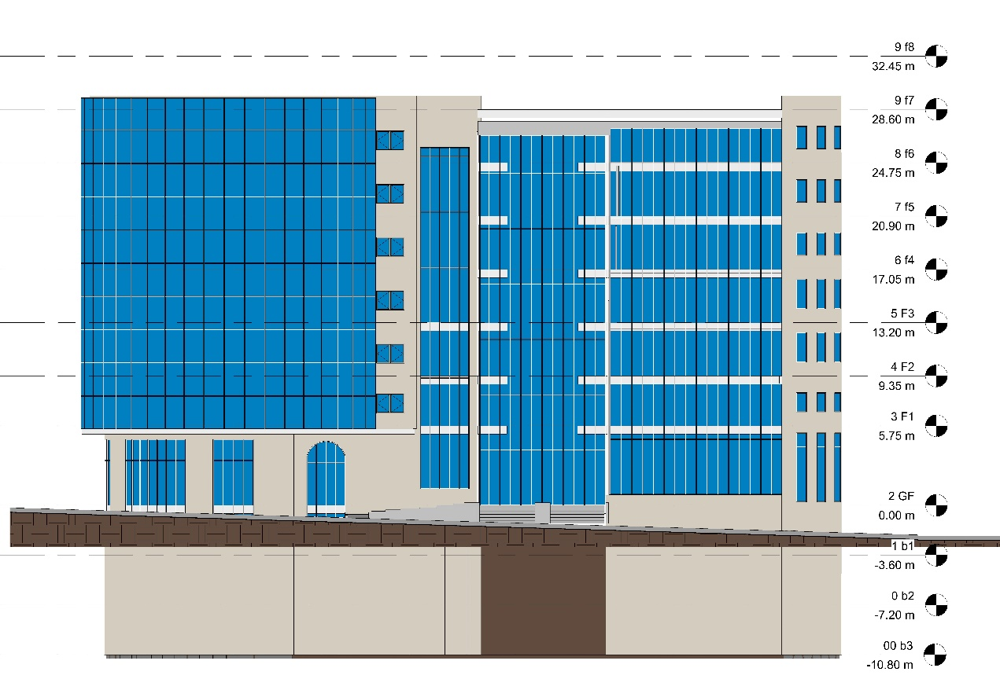 9 f8
32.45 m
9 f7
28.60 m
8 f6
24.75 m
7 f5
20.90 m
6 f4
17.05 m
5 F3
13.20 m
4 F2
9.35 m
3 F1
5.75 m
2 GF
0.00 m
1 b1
-3.60 m
0 b2
-7.20 m
00 b3
-10.80 m